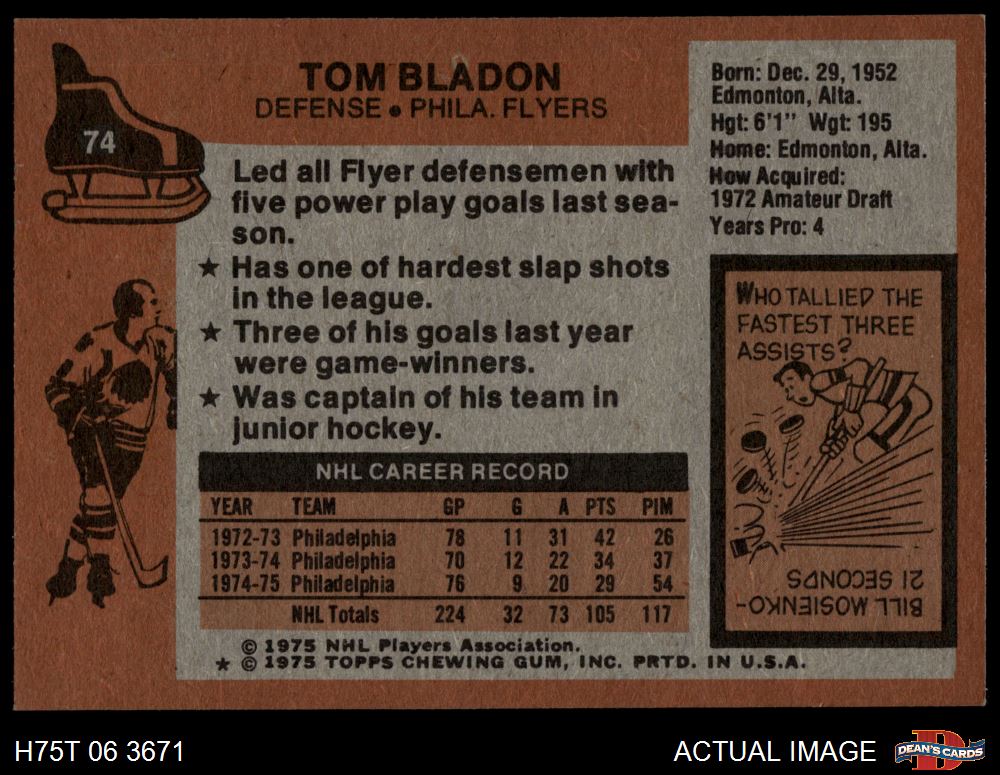 74
TOM BLADON
DEFENSE • PHILA. FLYERS
Led all Flyer defensemen with
five power play goals last sea-
son.
★ Has one of hardest slap shots
in the league.
★ Three of his goals last year
were game-winners.
★ Was captain of his team in
junior hockey.
NHL CAREER RECORD
YEAR TEAM GP G A PTS PIM
1972-73 Philadelphia 78 11 31 42 26
1973-74 Philadelphia 70 12 22 34 37
1974-75 Philadelphia 76 9 20 29 54
NHL Totals 224 32 73 105 117
© 1975 NHL Players Association.
★ © 1975 TOPPS CHEWING GUM, INC. PRTD. IN U.S.A.
Born: Dec. 29, 1952
Edmonton, Alta.
Hgt: 6'1" Wgt: 195
Home: Edmonton, Alta.
How Acquired:
1972 Amateur Draft
Years Pro: 4
WHO TALLIED THE
FASTEST THREE
ASSISTS?
BILL MOSIENKO-
21 SECONDS
H75T 06 3671
ACTUAL IMAGE
D
DEAN'S CARDS